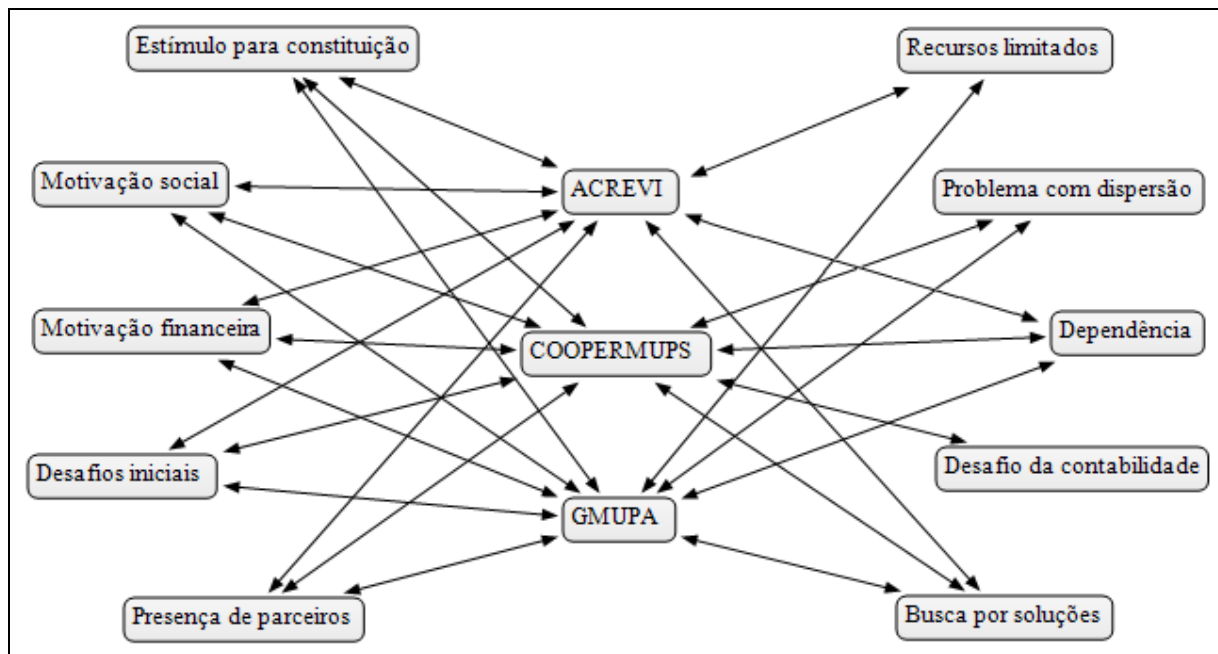 Estímulo para constituição
Recursos limitados
Motivação social
ACREVI
Problema com dispersão
Motivação financeira
COOPERMUPS
Dependência
Desafios iniciais
GMUPA
Desafio da contabilidade
Presença de parceiros
Busca por soluções